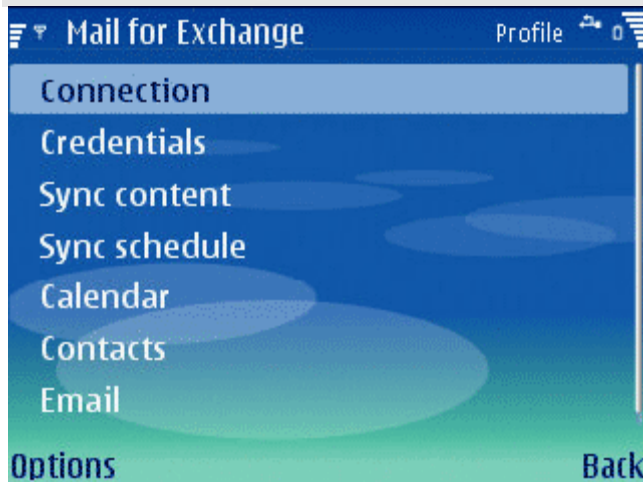 Mail for Exchange Profile
Connection
Credentials
Sync content
Sync schedule
Calendar
Contacts
Email
Options Back